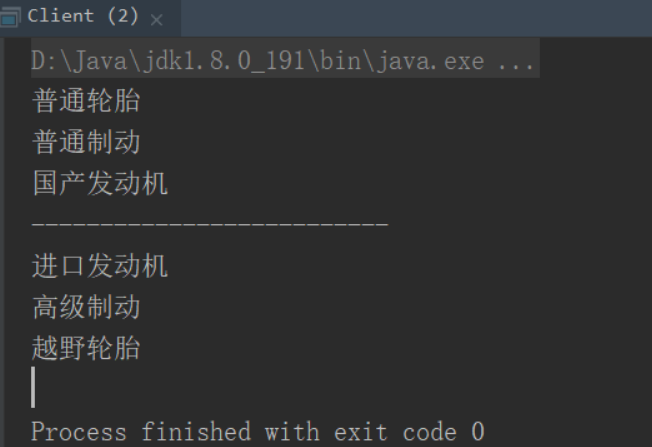 Client (2) ×
D:\Java\jdk1.8.0_191\bin\java.exe ...
普通轮胎
普通制动
国产发动机
--------------------------
进口发动机
高级制动
越野轮胎
Process finished with exit code 0